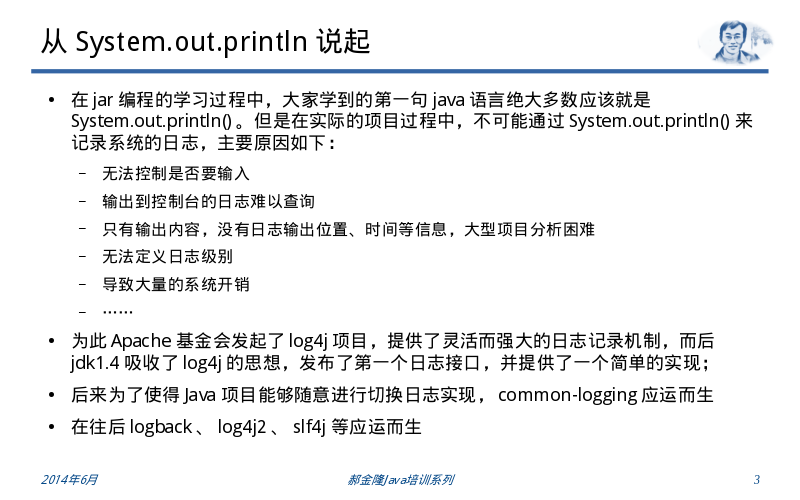 从 System.out.println 说起
• 在 jar 编程的学习过程中，大家学到的第一句 java 语言绝大多数应该就是
System.out.println() 。但是在实际的项目过程中，不可能通过 System.out.println() 来
记录系统的日志，主要原因如下：
– 无法控制是否要输入
– 输出到控制台的日志难以查询
– 只有输出内容，没有日志输出位置、时间等信息，大型项目分析困难
– 无法定义日志级别
– 导致大量的系统开销
– ……
• 为此 Apache 基金会发起了 log4j 项目，提供了灵活而强大的日志记录机制，而后
jdk1.4 吸收了 log4j 的思想，发布了第一个日志接口，并提供了一个简单的实现；
• 后来为了使得 Java 项目能够随意进行切换日志实现， common-logging 应运而生
• 在往后 logback 、 log4j2 、 slf4j 等应运而生
2014年6月 郝金隆Java培训系列 3